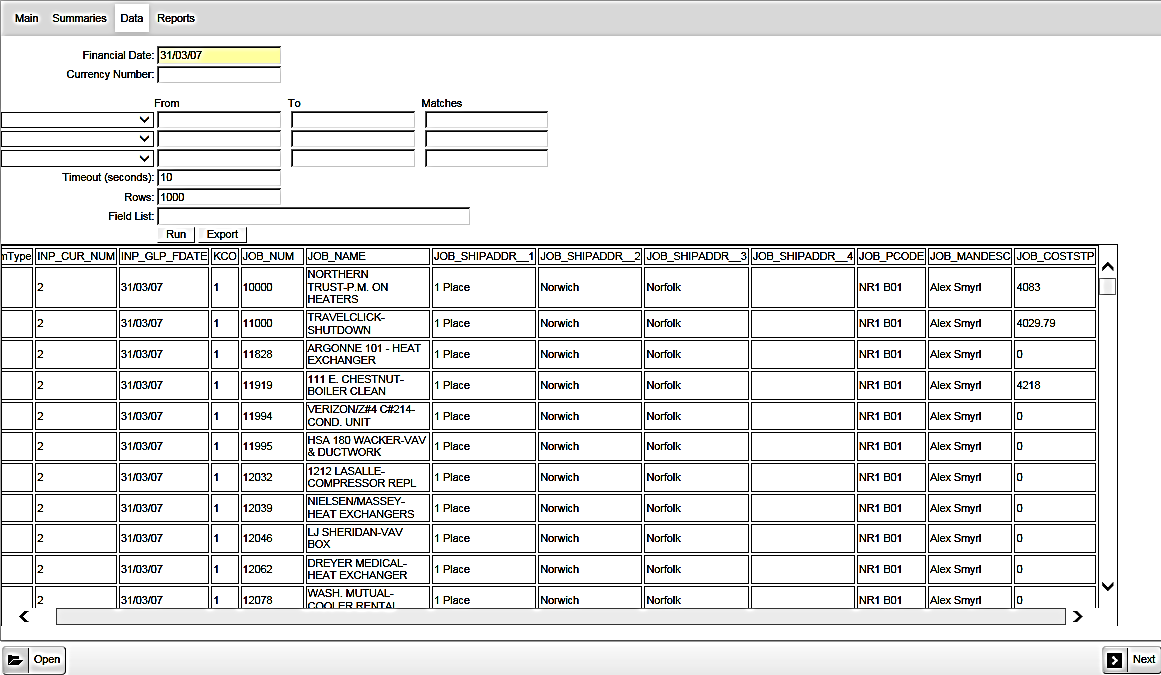 Main Summaries Data Reports
Financial Date: 31/03/07
Currency Number:
From To Matches
Timeout (seconds): 10
Rows: 1000
Field List:
Run Export
mType INP_CUR_NUM INP_GLP_FDATE KCO JOB_NUM JOB_NAME JOB_SHIPADDR__1 JOB_SHIPADDR__2 JOB_SHIPADDR__3 JOB_SHIPADDR__4 JOB_PCODE JOB_MANDESC JOB_COSTSTP
NORTHERN
2 31/03/07 1 10000 TRUST-P.M. ON 1 Place Norwich Norfolk NR1 B01 Alex Smyrl 4083
HEATERS
TRAVELCLICK-
2 31/03/07 1 11000 SHUTDOWN 1 Place Norwich Norfolk NR1 B01 Alex Smyrl 4029.79
ARGONNE 101 - HEAT
2 31/03/07 1 11828 EXCHANGER 1 Place Norwich Norfolk NR1 B01 Alex Smyrl 0
111 E. CHESTNUT-
2 31/03/07 1 11919 BOILER CLEAN 1 Place Norwich Norfolk NR1 B01 Alex Smyrl 4218
VERIZON/Z#4 C#214-
2 31/03/07 1 11994 COND. UNIT 1 Place Norwich Norfolk NR1 B01 Alex Smyrl 0
HSA 180 WACKER-VAV
2 31/03/07 1 11995 & DUCTWORK 1 Place Norwich Norfolk NR1 B01 Alex Smyrl 0
1212 LASALLE-
2 31/03/07 1 12032 COMPRESSOR REPL 1 Place Norwich Norfolk NR1 B01 Alex Smyrl 0
NIELSEN/MASSEY-
2 31/03/07 1 12039 HEAT EXCHANGERS 1 Place Norwich Norfolk NR1 B01 Alex Smyrl 0
LJ SHERIDAN-VAV
2 31/03/07 1 12046 BOX 1 Place Norwich Norfolk NR1 B01 Alex Smyrl 0
DREYER MEDICAL-
2 31/03/07 1 12062 HEAT EXCHANGER 1 Place Norwich Norfolk NR1 B01 Alex Smyrl 0
WASH. MUTUAL-
2 31/03/07 1 12078 COOLER RENTAL 1 Place Norwich Norfolk NR1 B01 Alex Smyrl 0
Open Next